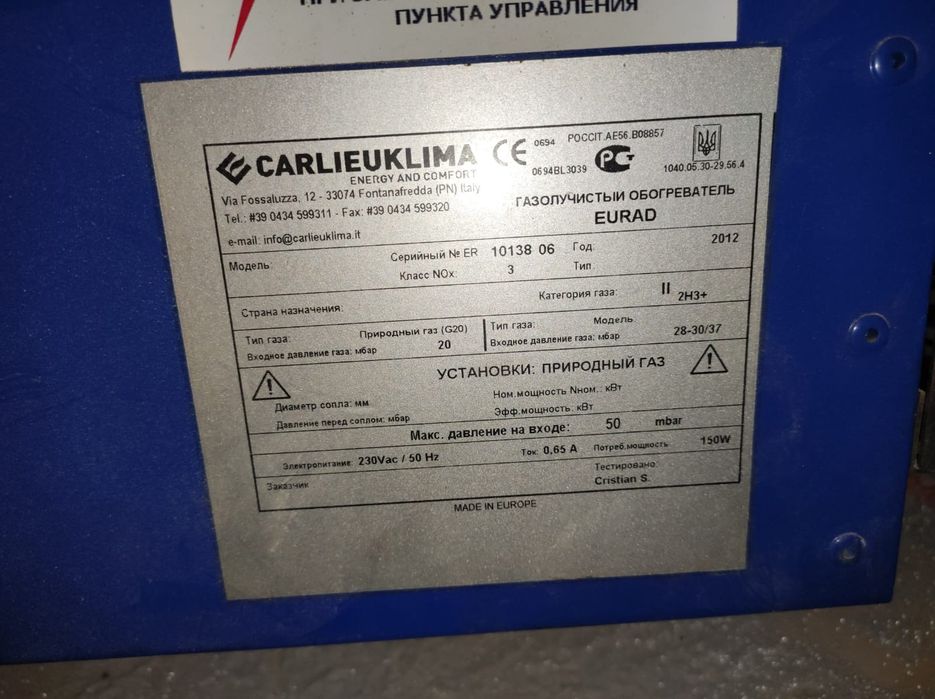 ПУНКТА УПРАВЛЕНИЯ
CARLIEUKLIMA
ENERGY AND COMFORT
CE 0694 РОССIT.AE56.B08857
0694BL3039 1040.05.30-29.56.4
Via Fossaluzza, 12 - 33074 Fontanafredda (PN) Italy
Tel.: #39 0434 599311 - Fax: #39 0434 599320
e-mail: info@carlieuklima.it
ГАЗОЛУЧИСТЫЙ ОБОГРЕВАТЕЛЬ
EURAD
Модель: Серийный № ER 10138 06 Год: 2012
Класс NOx: 3 Тип:
Страна назначения: Категория газа: II 2H3+
Тип газа: Природный газ (G20) Тип газа: Модель
Входное давление газа: мбар 20 Входное давление газа: мбар 28-30/37
УСТАНОВКИ: ПРИРОДНЫЙ ГАЗ
Диаметр сопла: мм Ном.мощность Nном.: кВт
Давление перед соплом: мбар Эфф.мощность: кВт
Макс. давление на входе: 50 mbar
Электропитание: 230Vac / 50 Hz Ток: 0,65 A Потреб.мощность: 150W
Заказчик Тестировано:
Cristian S.
MADE IN EUROPE